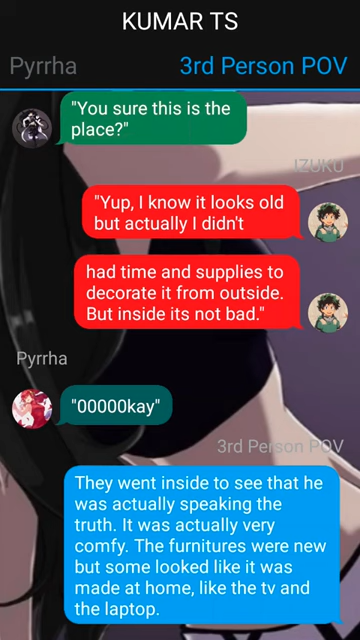 KUMAR TS
Pyrrha
3rd Person POV
"You sure this is the
place?"
IZUKU
"Yup, I know it looks old
but actually I didn't
had time and supplies to
decorate it from outside.
But inside its not bad."
Pyrrha
"00000kay"
3rd Person POV
They went inside to see that he
was actually speaking the
truth. It was actually very
comfy. The furnitures were new
but some looked like it was
made at home, like the tv and
the laptop.